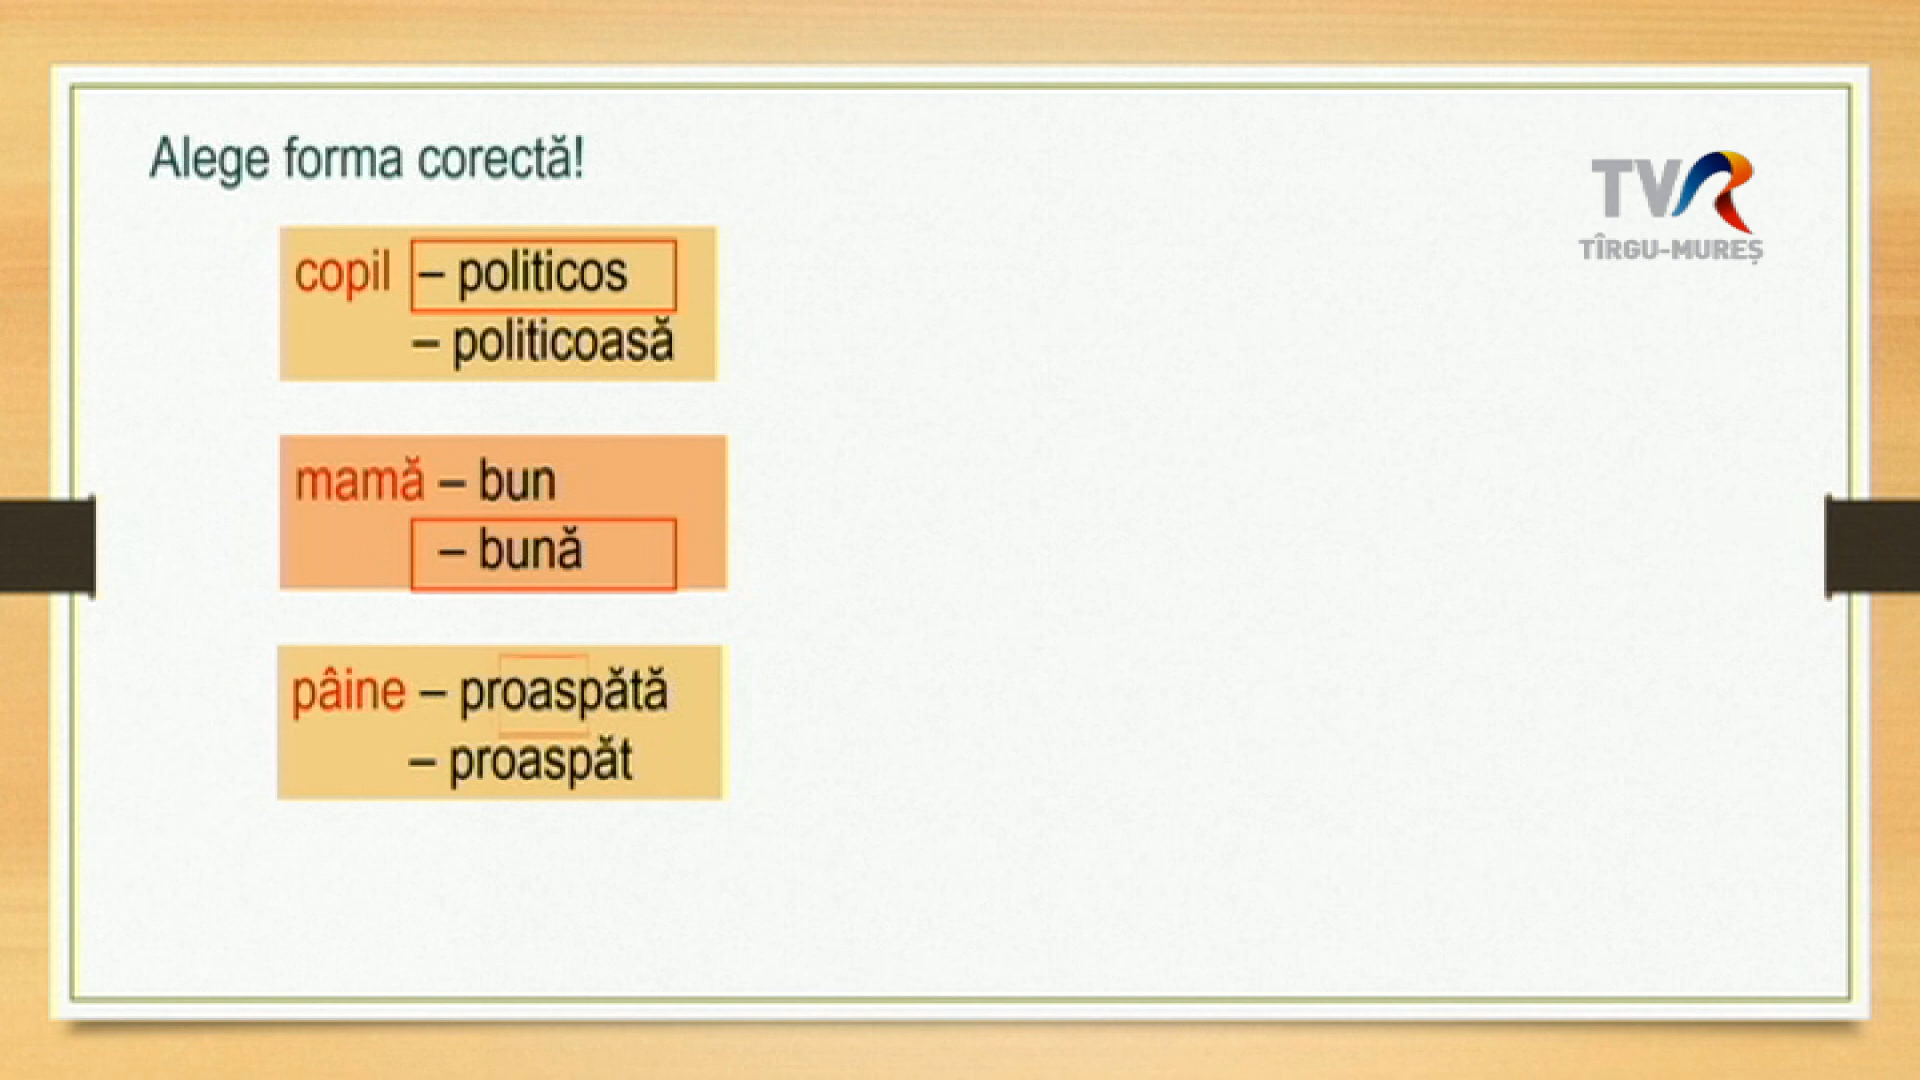 Alege forma corectă!
TVR
TÎRGU-MUREȘ
copil – politicos
– politicoasă
mamă – bun
– bună
pâine – proaspătă
– proaspăt